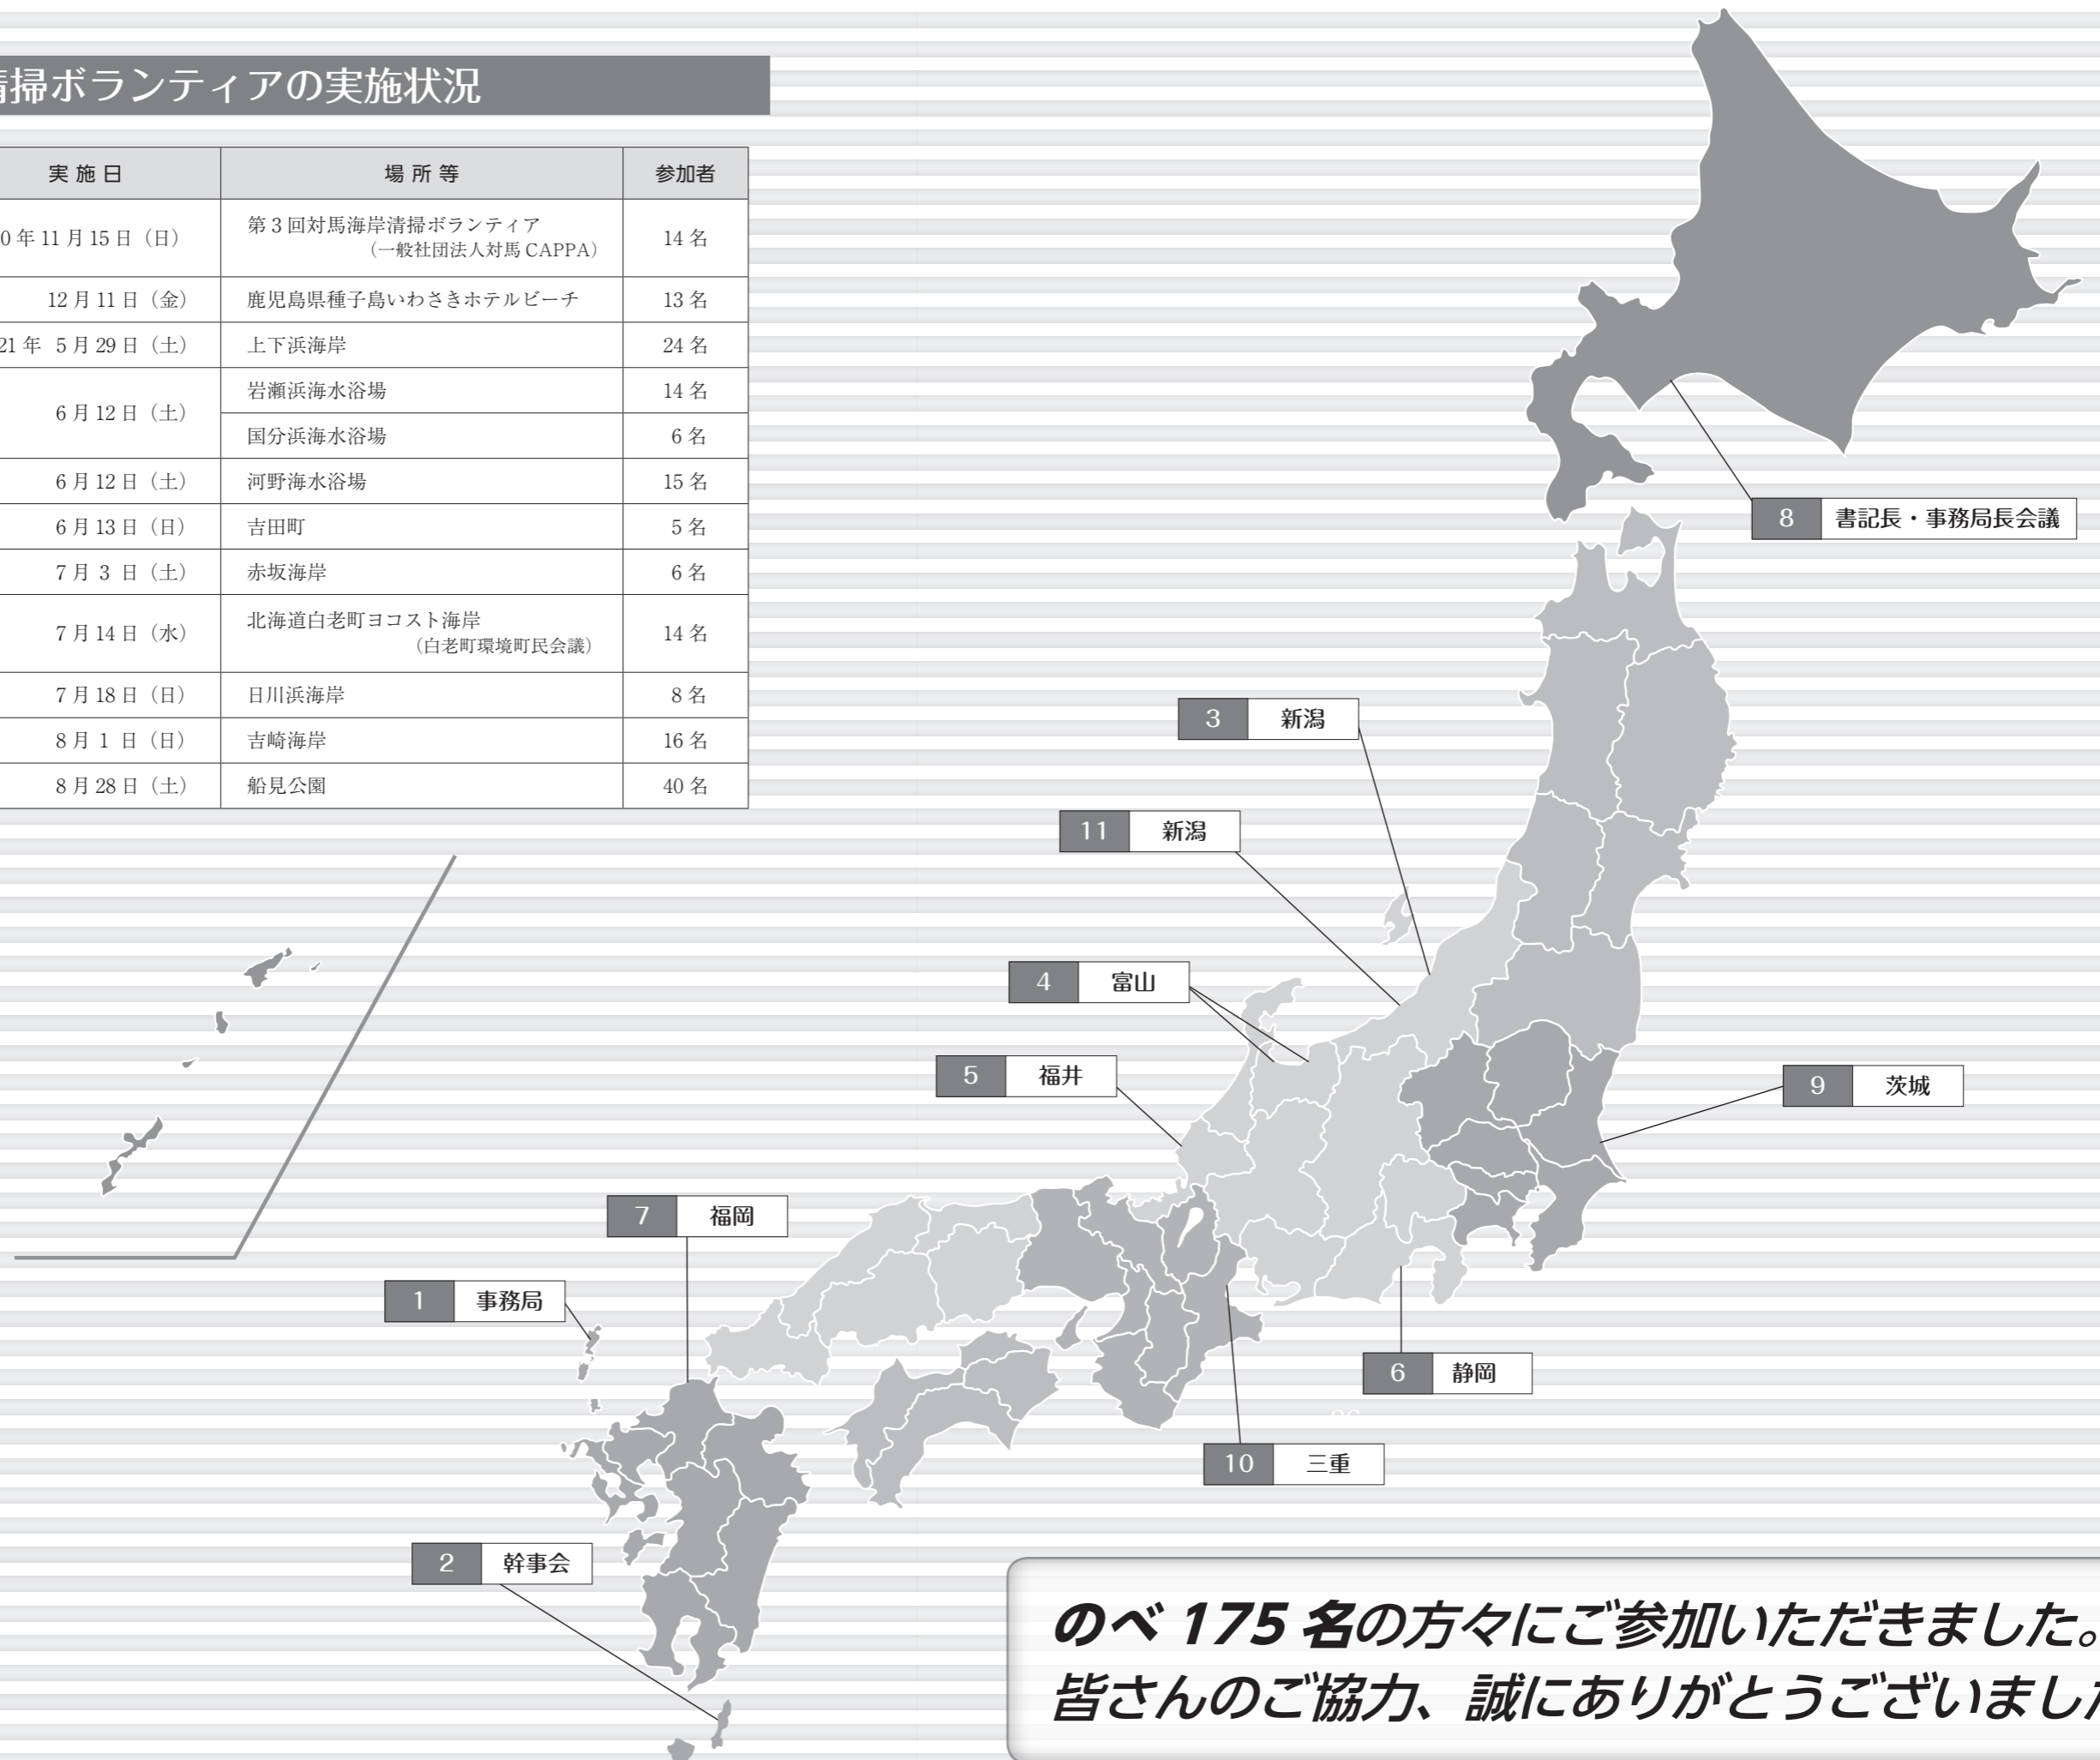 清掃ボランティアの実施状況
実施日 場所等 参加者
0年11月15日（日） 第3回対馬海岸清掃ボランティア 14名
（一般社団法人対馬CAPPA）
12月11日（金） 鹿児島県種子島いわさきホテルビーチ 13名
21年 5月29日（土） 上下浜海岸 24名
6月12日（土） 岩瀬浜海水浴場 14名
国分浜海水浴場 6名
6月12日（土） 河野海水浴場 15名
6月13日（日） 吉田町 5名
7月 3 日（土） 赤坂海岸 6名
7月14日（水） 北海道白老町ヨコスト海岸 14名
（白老町環境町民会議）
7月18日（日） 日川浜海岸 8名
8月 1 日（日） 吉崎海岸 16名
8月28日（土） 船見公園 40名
8 書記長・事務局長会議
3 新潟
11 新潟
4 富山
5 福井
9 茨城
7 福岡
1 事務局
6 静岡
10 三重
2 幹事会
のべ 175 名の方々にご参加いただきました。
皆さんのご協力、誠にありがとうございました